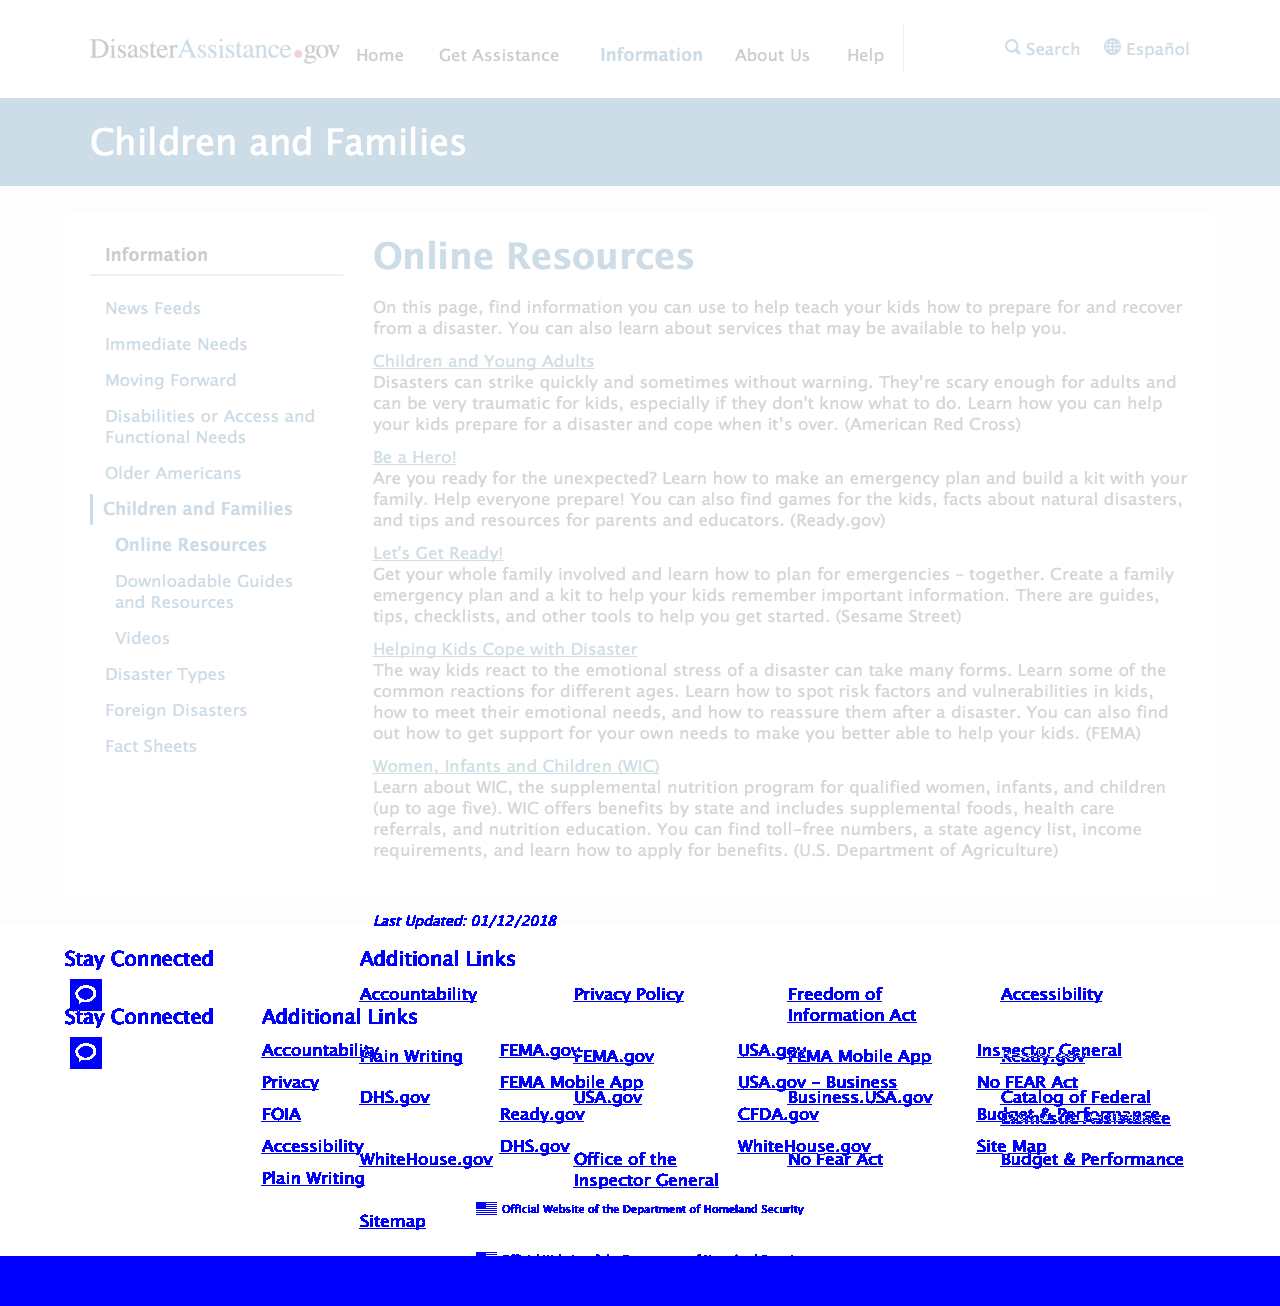 DisasterAssistance.gov Home Get Assistance Information About Us Help Search Español
Children and Families
Information
News Feeds
Immediate Needs
Moving Forward
Disabilities or Access and
Functional Needs
Older Americans
Children and Families
Online Resources
Downloadable Guides
and Resources
Videos
Disaster Types
Foreign Disasters
Fact Sheets
Online Resources
On this page, find information you can use to help teach your kids how to prepare for and recover
from a disaster. You can also learn about services that may be available to help you.
Children and Young Adults
Disasters can strike quickly and sometimes without warning. They're scary enough for adults and
can be very traumatic for kids, especially if they don't know what to do. Learn how you can help
your kids prepare for a disaster and cope when it's over. (American Red Cross)
Be a Hero!
Are you ready for the unexpected? Learn how to make an emergency plan and build a kit with your
family. Help everyone prepare! You can also find games for the kids, facts about natural disasters,
and tips and resources for parents and educators. (Ready.gov)
Let's Get Ready!
Get your whole family involved and learn how to plan for emergencies – together. Create a family
emergency plan and a kit to help your kids remember important information. There are guides,
tips, checklists, and other tools to help you get started. (Sesame Street)
Helping Kids Cope with Disaster
The way kids react to the emotional stress of a disaster can take many forms. Learn some of the
common reactions for different ages. Learn how to spot risk factors and vulnerabilities in kids,
how to meet their emotional needs, and how to reassure them after a disaster. You can also find
out how to get support for your own needs to make you better able to help your kids. (FEMA)
Women, Infants and Children (WIC)
Learn about WIC, the supplemental nutrition program for qualified women, infants, and children
(up to age five). WIC offers benefits by state and includes supplemental foods, health care
referrals, and nutrition education. You can find toll-free numbers, a state agency list, income
requirements, and learn how to apply for benefits. (U.S. Department of Agriculture)
Last Updated: 01/12/2018
Stay Connected Additional Links
Accountability Privacy Policy Freedom of Accessibility
Information Act
Stay Connected Additional Links
Accountability FEMA.gov USA.gov Inspector General
Plain Writing FEMA.gov FEMA Mobile App Ready.gov
Privacy FEMA Mobile App USA.gov - Business No FEAR Act
DHS.gov USA.gov Business.USA.gov Catalog of Federal
FOIA Ready.gov CFDA.gov Budget & Performance
Domestic Assistance
Accessibility DHS.gov WhiteHouse.gov Site Map
WhiteHouse.gov Office of the No Fear Act Budget & Performance
Plain Writing Inspector General
Official Website of the Department of Homeland Security
Sitemap